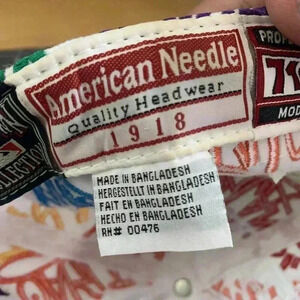 American Needle
Quality Headwear
1918
COLLECTION
MADE IN BANGLADESH
HERGESTELLT IN BANGLADESH
FAIT EN BANGLADESH
HECHO EN BANGLADESH
RN# 00476